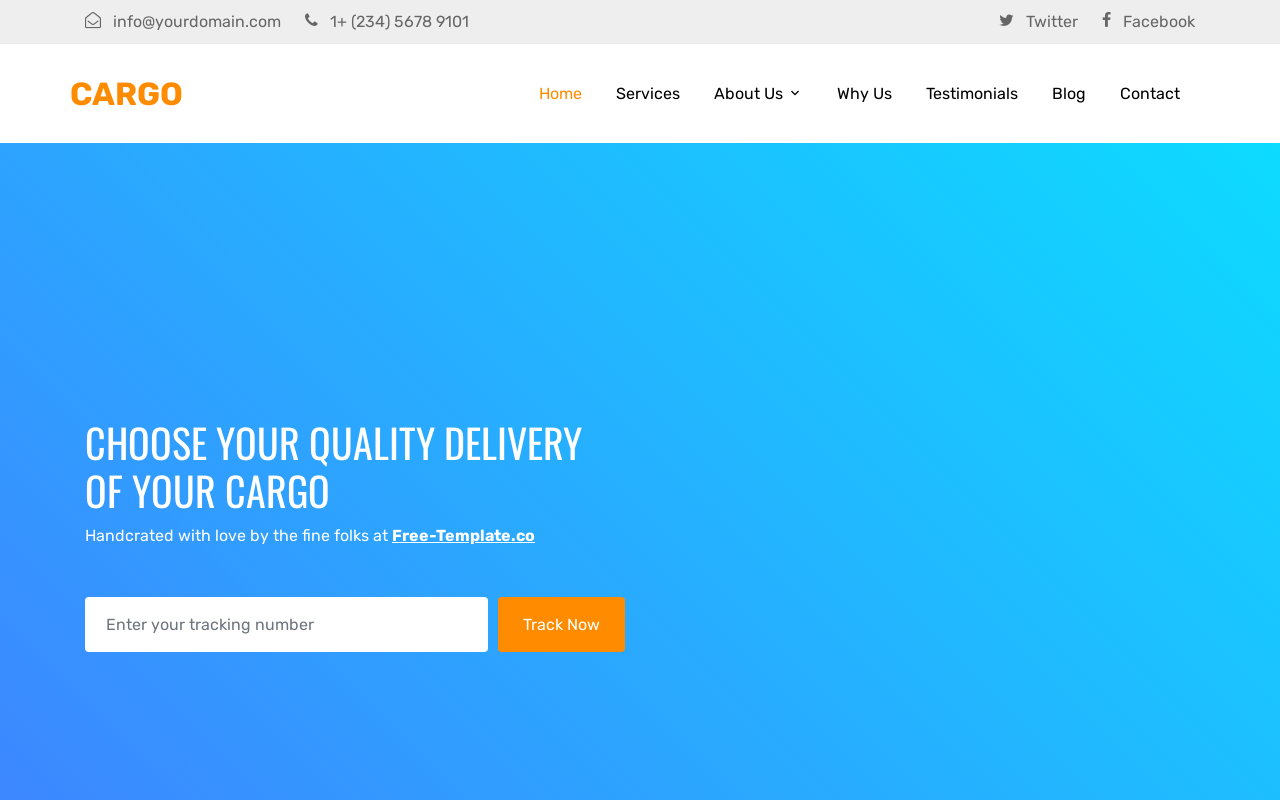 info@yourdomain.com 1+ (234) 5678 9101 Twitter Facebook
CARGO Home Services About Us Why Us Testimonials Blog Contact
CHOOSE YOUR QUALITY DELIVERY
OF YOUR CARGO
Handcrated with love by the fine folks at Free-Template.co
Enter your tracking number Track Now